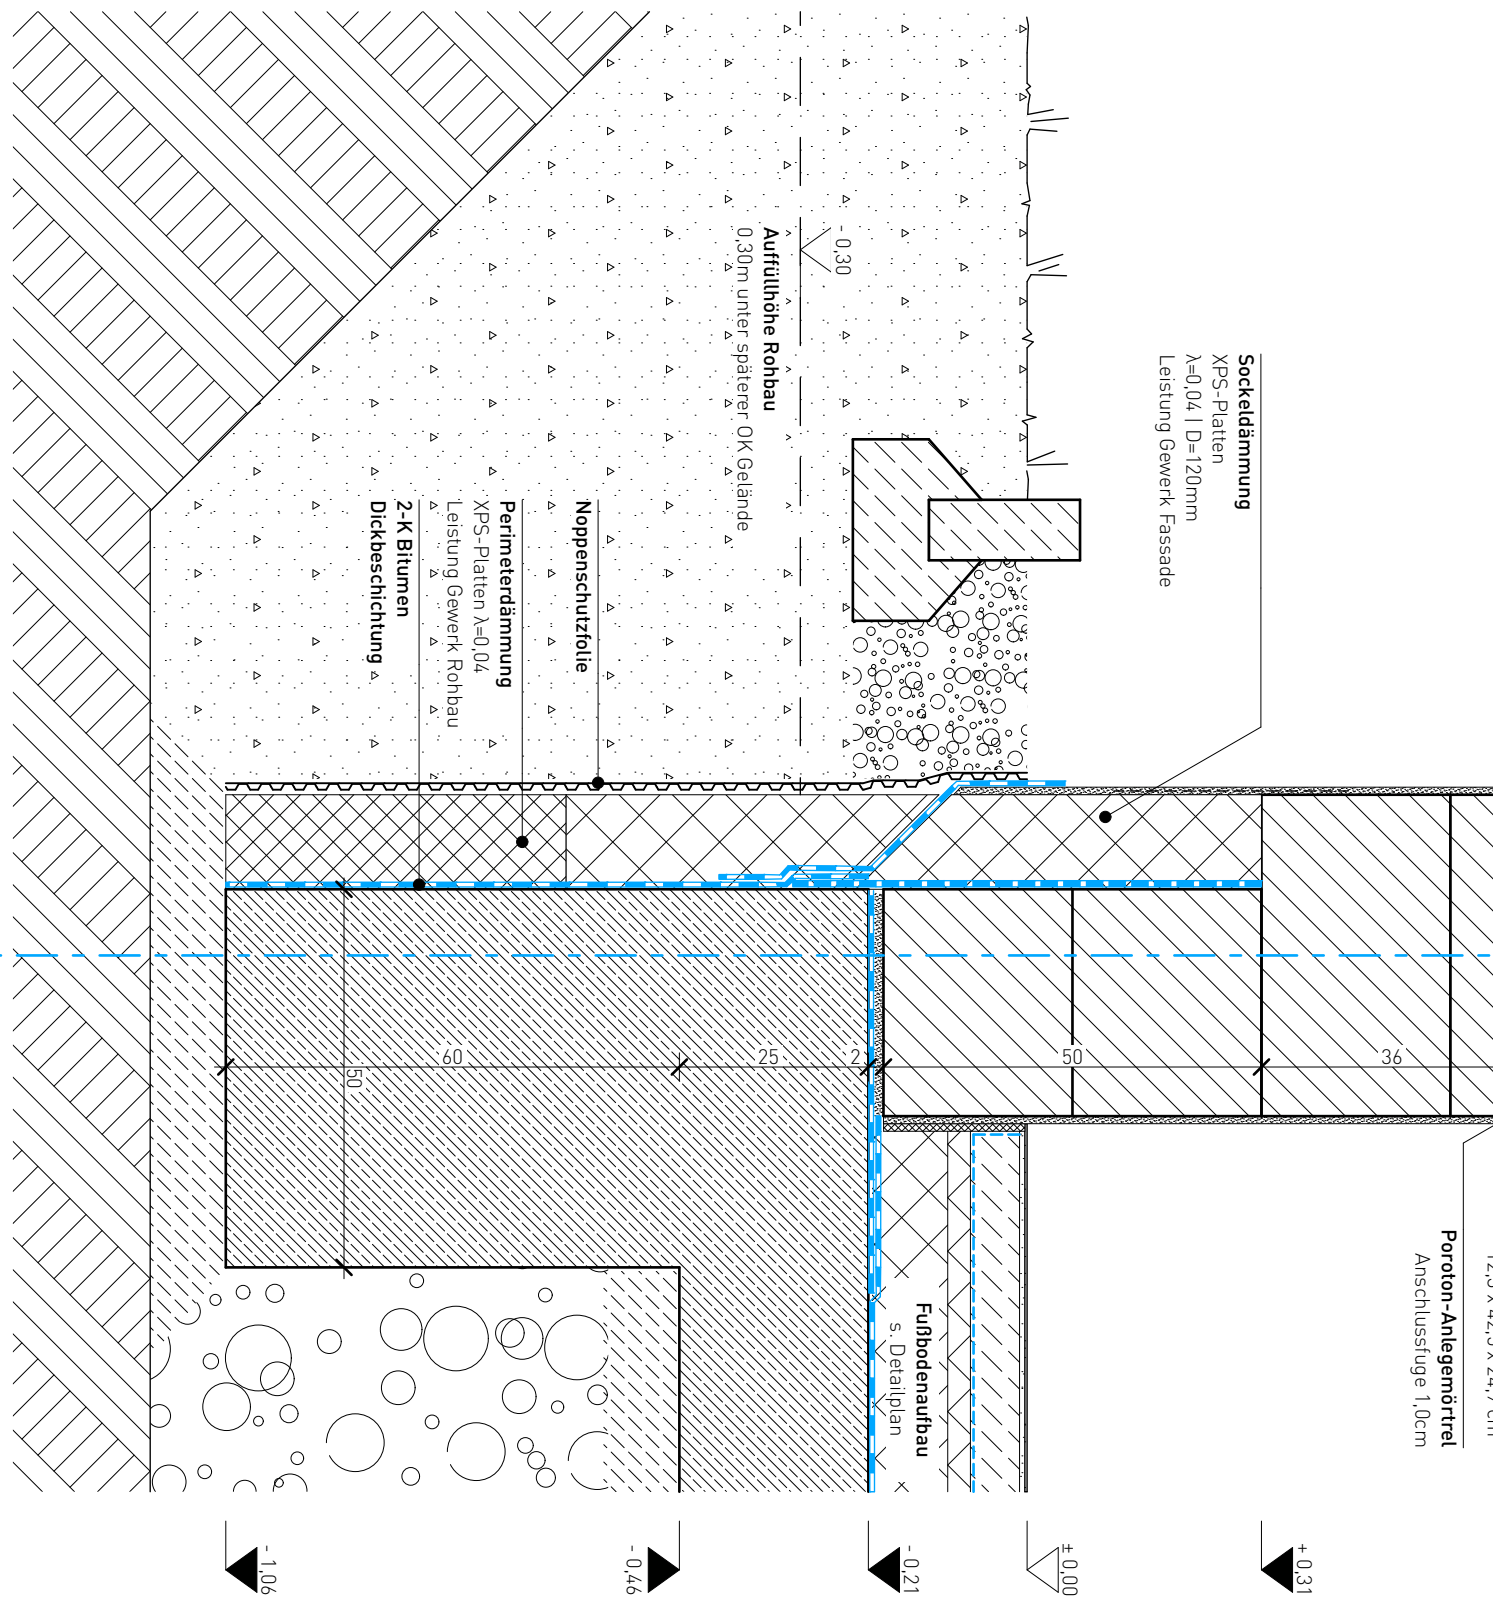 Sockeldämmung
XPS-Platten
λ=0,04 | D=120mm
Leistung Gewerk Fassade
- 0,30
Auffüllhöhe Rohbau
0,30m unter späterer OK Gelände
Noppenschutzfolie
Perimeterdämmung
XPS-Platten λ=0,04
Leistung Gewerk Rohbau
2-K Bitumen
Dickbeschichtung
60
25
2
50
36
50
Poroton-Anlegemörtrel
Anschlussfuge 1,0cm
Fußbodenaufbau
s. Detailplan
+ 0,31
± 0,00
- 0,21
- 0,46
- 1,06